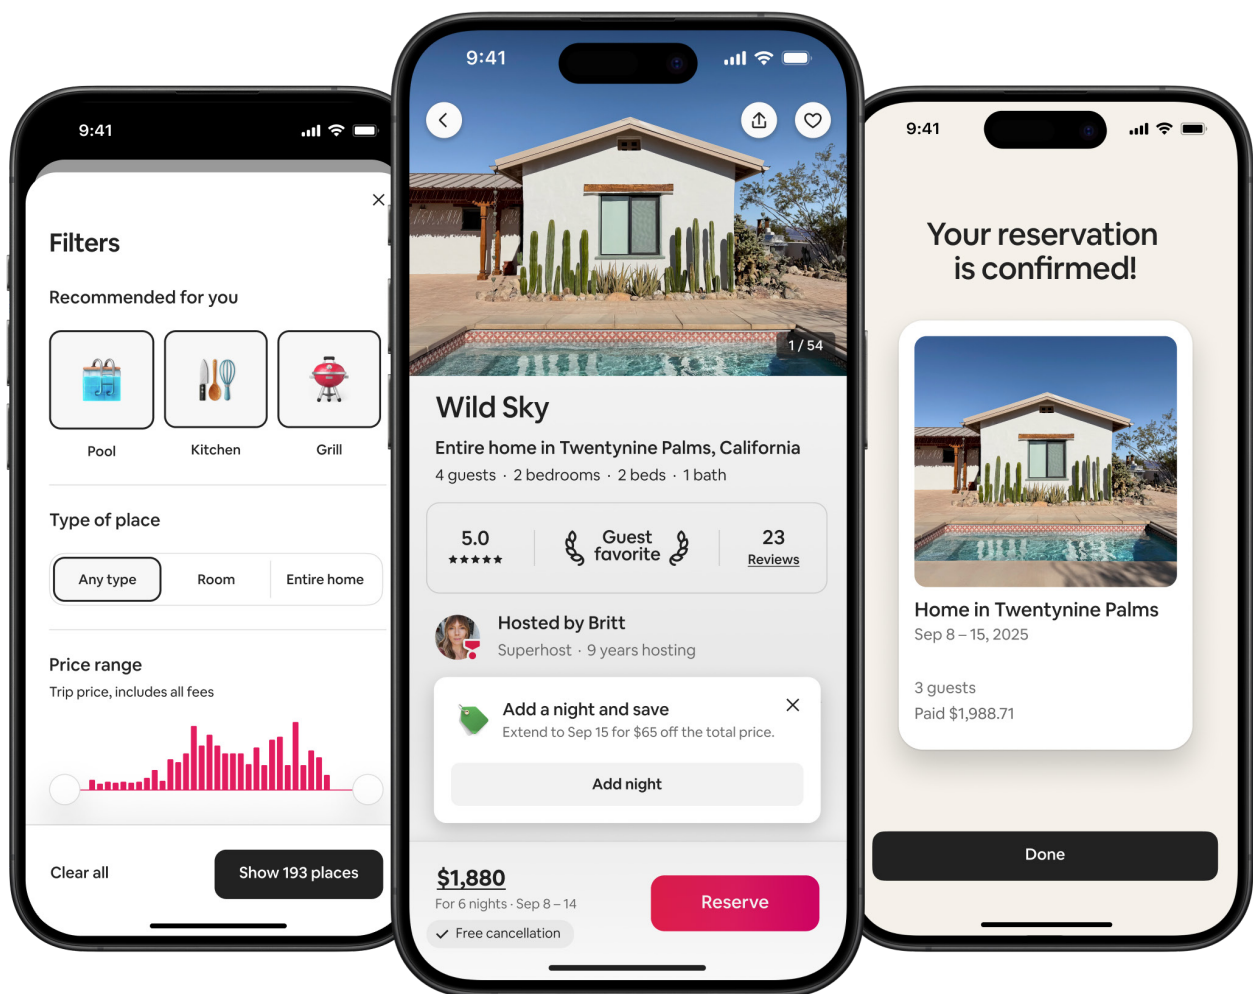 9:41
Filters
Recommended for you
Pool
Kitchen
Grill
Type of place
Any type
Room
Entire home
Price range
Trip price, includes all fees
Clear all
Show 193 places
9:41
1 / 54
Wild Sky
Entire home in Twentynine Palms, California
4 guests · 2 bedrooms · 2 beds · 1 bath
5.0
Guest
favorite
23
Reviews
Hosted by Britt
Superhost · 9 years hosting
Add a night and save
Extend to Sep 15 for $65 off the total price.
Add night
$1,880
For 6 nights · Sep 8 – 14
Free cancellation
Reserve
9:41
Your reservation
is confirmed!
Home in Twentynine Palms
Sep 8 – 15, 2025
3 guests
Paid $1,988.71
Done